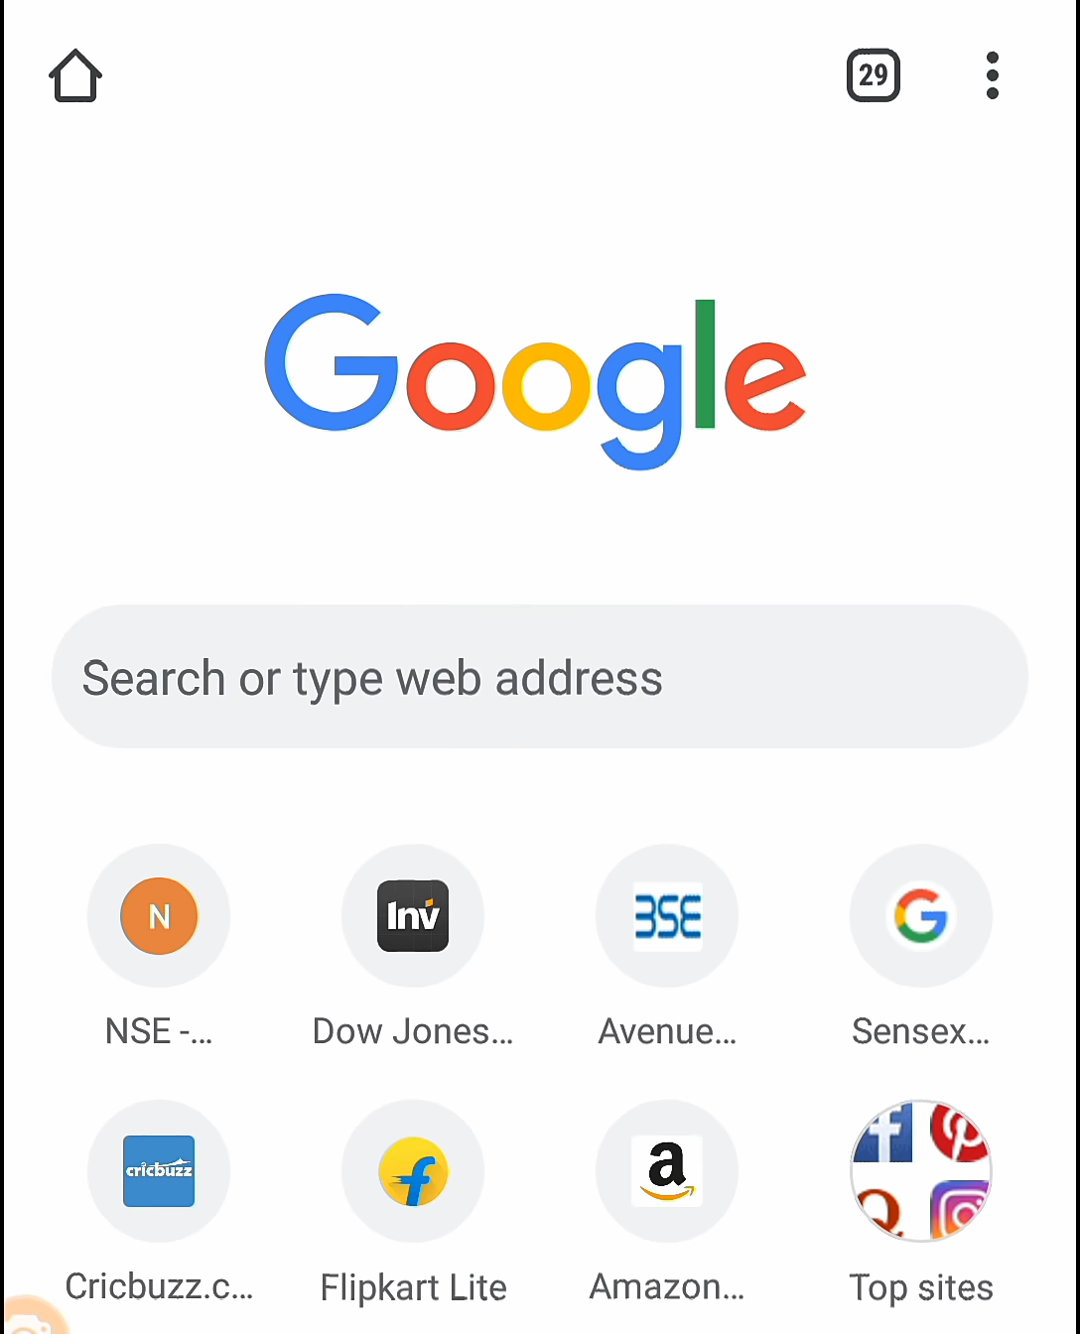 29
Google
Search or type web address
N
Inv
BSE
G
NSE -...
Dow Jones...
Avenue...
Sensex...
cricbuzz
f
a
f
Q
Cricbuzz.c...
Flipkart Lite
Amazon...
Top sites